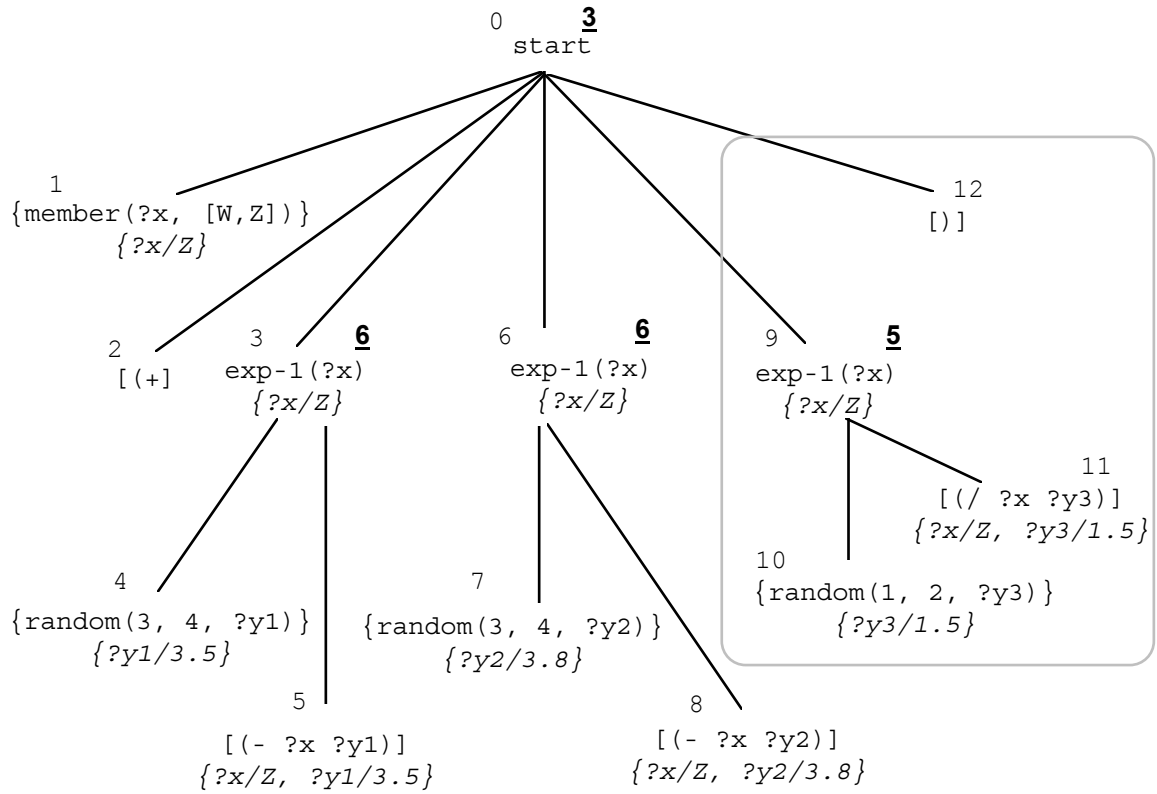 0 3
start
1
{member(?x, [W,Z])}
{?x/Z}
12
[)]
2
[(+]
3 6
exp-1(?x)
{?x/Z}
6 6
exp-1(?x)
{?x/Z}
9 5
exp-1(?x)
{?x/Z}
11
[(/ ?x ?y3)]
{?x/Z, ?y3/1.5}
4
{random(3, 4, ?y1)}
{?y1/3.5}
7
{random(3, 4, ?y2)}
{?y2/3.8}
10
{random(1, 2, ?y3)}
{?y3/1.5}
5
[(- ?x ?y1)]
{?x/Z, ?y1/3.5}
8
[(- ?x ?y2)]
{?x/Z, ?y2/3.8}